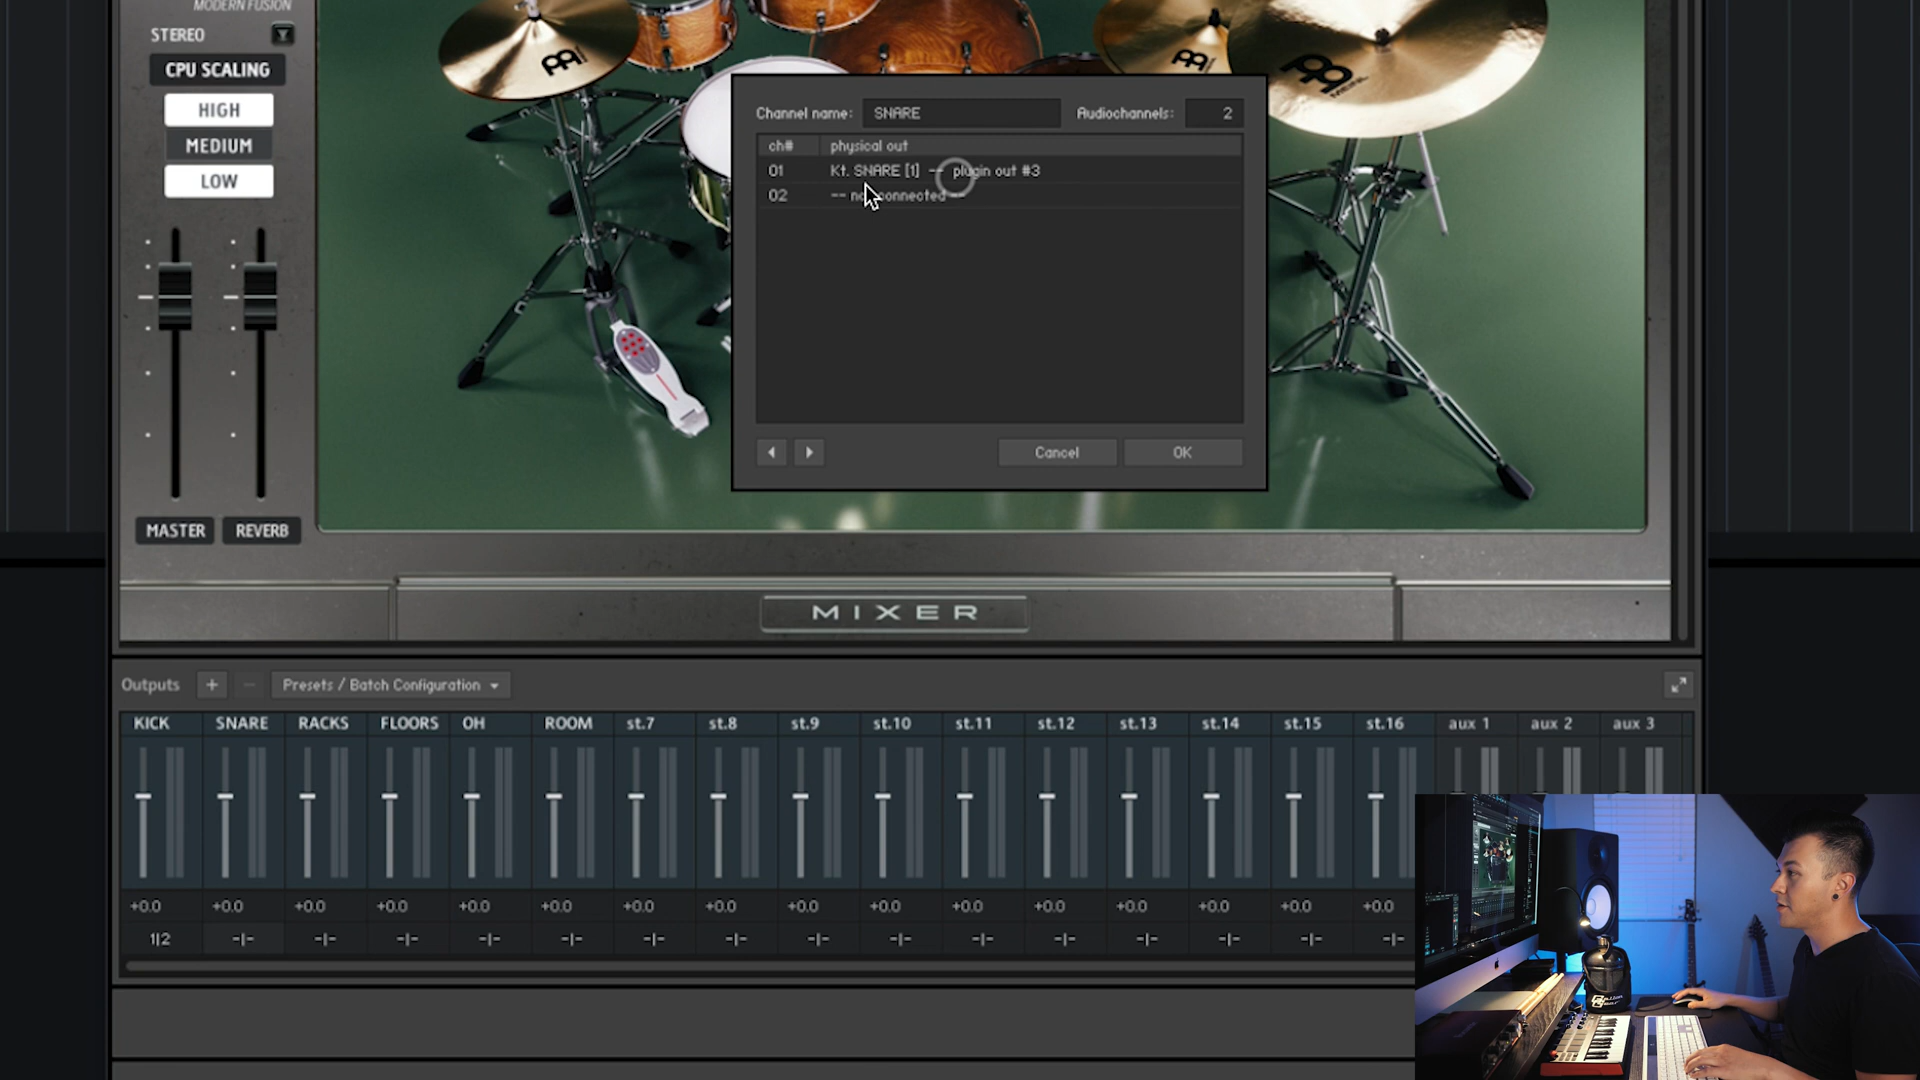 MODERN FUSION
STEREO
CPU SCALING
HIGH
MEDIUM
LOW
MASTER
REVERB
Channel name: SNARE Audiochannels: 2
ch# physical out
01 Kt. SNARE [1] -- plugin out #3
02 -- connected --
Cancel
OK
MIXER
Outputs + - Presets / Batch Configuration
KICK SNARE RACKS FLOORS OH ROOM st.7 st.8 st.9 st.10 st.11 st.12 st.13 st.14 st.15 st.16 aux 1 aux 2 aux 3
+0.0 +0.0 +0.0 +0.0 +0.0 +0.0 +0.0 +0.0 +0.0 +0.0 +0.0 +0.0 +0.0 +0.0 +0.0 +0.0
1|2 -|- -|- -|- -|- -|- -|- -|- -|- -|- -|- -|- -|- -|- -|- -|-